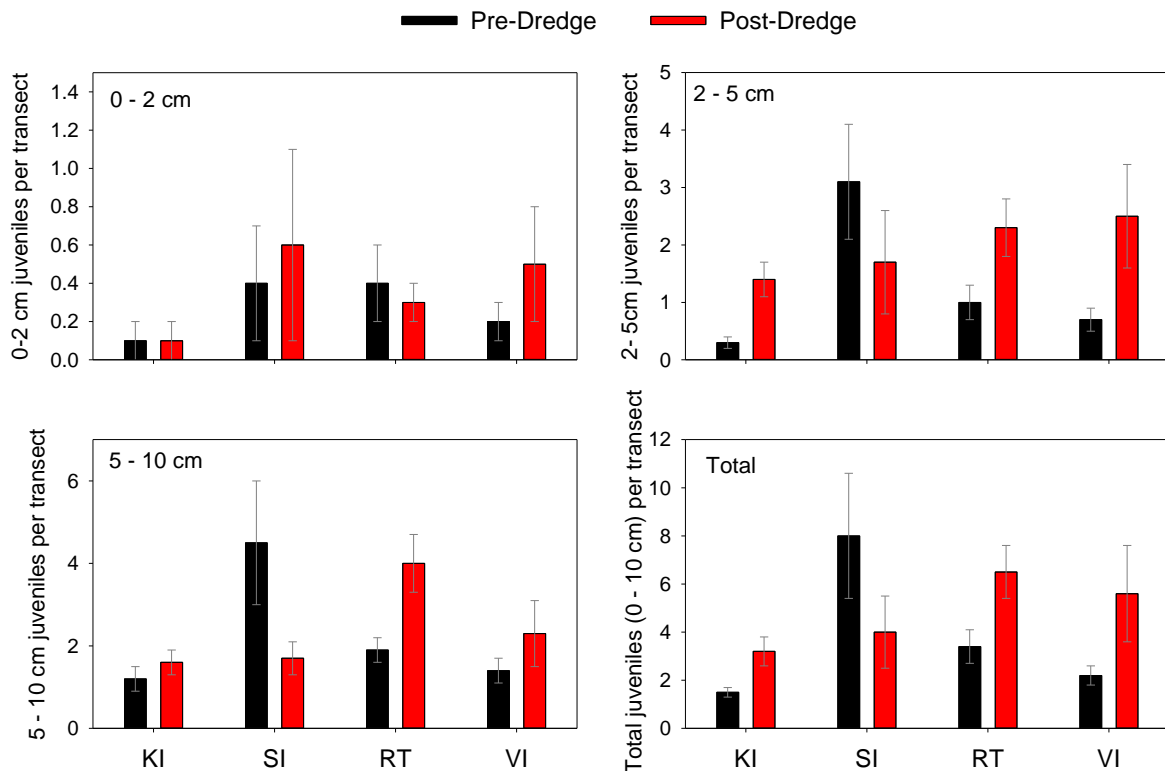 Pre-Dredge Post-Dredge
0 - 2 cm
0-2 cm juveniles per transect
1.4
1.2
1.0
0.8
0.6
0.4
0.2
0.0
2 - 5 cm
2- 5cm juveniles per transect
5
4
3
2
1
0
5 - 10 cm
5 - 10 cm juveniles per transect
6
4
2
0
KI SI RT VI
Total
Total juveniles (0 - 10 cm) per transect
12
10
8
6
4
2
0
KI SI RT VI